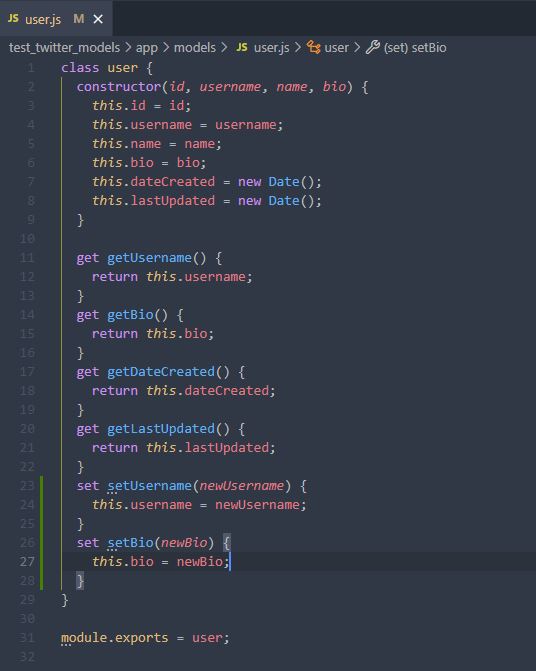 JS user.js M ×
test_twitter_models > app > models > JS user.js > user > (set) setBio
1 class user {
2 constructor(id, username, name, bio) {
3 this.id = id;
4 this.username = username;
5 this.name = name;
6 this.bio = bio;
7 this.dateCreated = new Date();
8 this.lastUpdated = new Date();
9 }
10
11 get getUsername() {
12 return this.username;
13 }
14 get getBio() {
15 return this.bio;
16 }
17 get getDateCreated() {
18 return this.dateCreated;
19 }
20 get getLastUpdated() {
21 return this.lastUpdated;
22 }
23 set setUsername(newUsername) {
24 this.username = newUsername;
25 }
26 set setBio(newBio) {
27 this.bio = newBio;
28 }
29 }
30
31 module.exports = user;
32